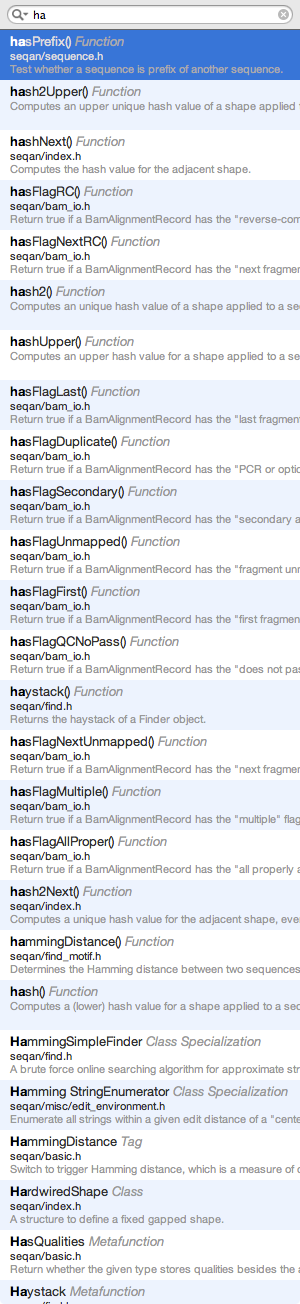 ha
hasPrefix() Function
seqan/sequence.h
Test whether a sequence is prefix of another sequence.
hash2Upper() Function
Computes an upper unique hash value of a shape applied
hashNext() Function
seqan/index.h
Computes the hash value for the adjacent shape.
hasFlagRC() Function
seqan/bam_io.h
Return true if a BamAlignmentRecord has the "reverse-com
hasFlagNextRC() Function
seqan/bam_io.h
Return true if a BamAlignmentRecord has the "next fragmen
hash2() Function
Computes an unique hash value of a shape applied to a se
hashUpper() Function
Computes an upper hash value for a shape applied to a se
hasFlagLast() Function
seqan/bam_io.h
Return true if a BamAlignmentRecord has the "last fragment
hasFlagDuplicate() Function
seqan/bam_io.h
Return true if a BamAlignmentRecord has the "PCR or optic
hasFlagSecondary() Function
seqan/bam_io.h
Return true if a BamAlignmentRecord has the "secondary a
hasFlagUnmapped() Function
seqan/bam_io.h
Return true if a BamAlignmentRecord has the "fragment unm
hasFlagFirst() Function
seqan/bam_io.h
Return true if a BamAlignmentRecord has the "first fragmen
hasFlagQCNoPass() Function
seqan/bam_io.h
Return true if a BamAlignmentRecord has the "does not pas
haystack() Function
seqan/find.h
Returns the haystack of a Finder object.
hasFlagNextUnmapped() Function
seqan/bam_io.h
Return true if a BamAlignmentRecord has the "next fragmen
hasFlagMultiple() Function
seqan/bam_io.h
Return true if a BamAlignmentRecord has the "multiple" flag
hasFlagAllProper() Function
seqan/bam_io.h
Return true if a BamAlignmentRecord has the "all properly a
hash2Next() Function
seqan/index.h
Computes a unique hash value for the adjacent shape, eve
hammingDistance() Function
seqan/find_motif.h
Determines the Hamming distance between two sequences
hash() Function
Computes a (lower) hash value for a shape applied to a sec
HammingSimpleFinder Class Specialization
seqan/find.h
A brute force online searching algorithm for approximate str
Hamming StringEnumerator Class Specialization
seqan/misc/edit_environment.h
Enumerate all strings within a given edit distance of a "cente
HammingDistance Tag
seqan/basic.h
Switch to trigger Hamming distance, which is a measure of c
HardwiredShape Class
seqan/index.h
A structure to define a fixed gapped shape.
HasQualities Metafunction
seqan/basic.h
Return whether the given type stores qualities besides the a
Haystack Metafunction